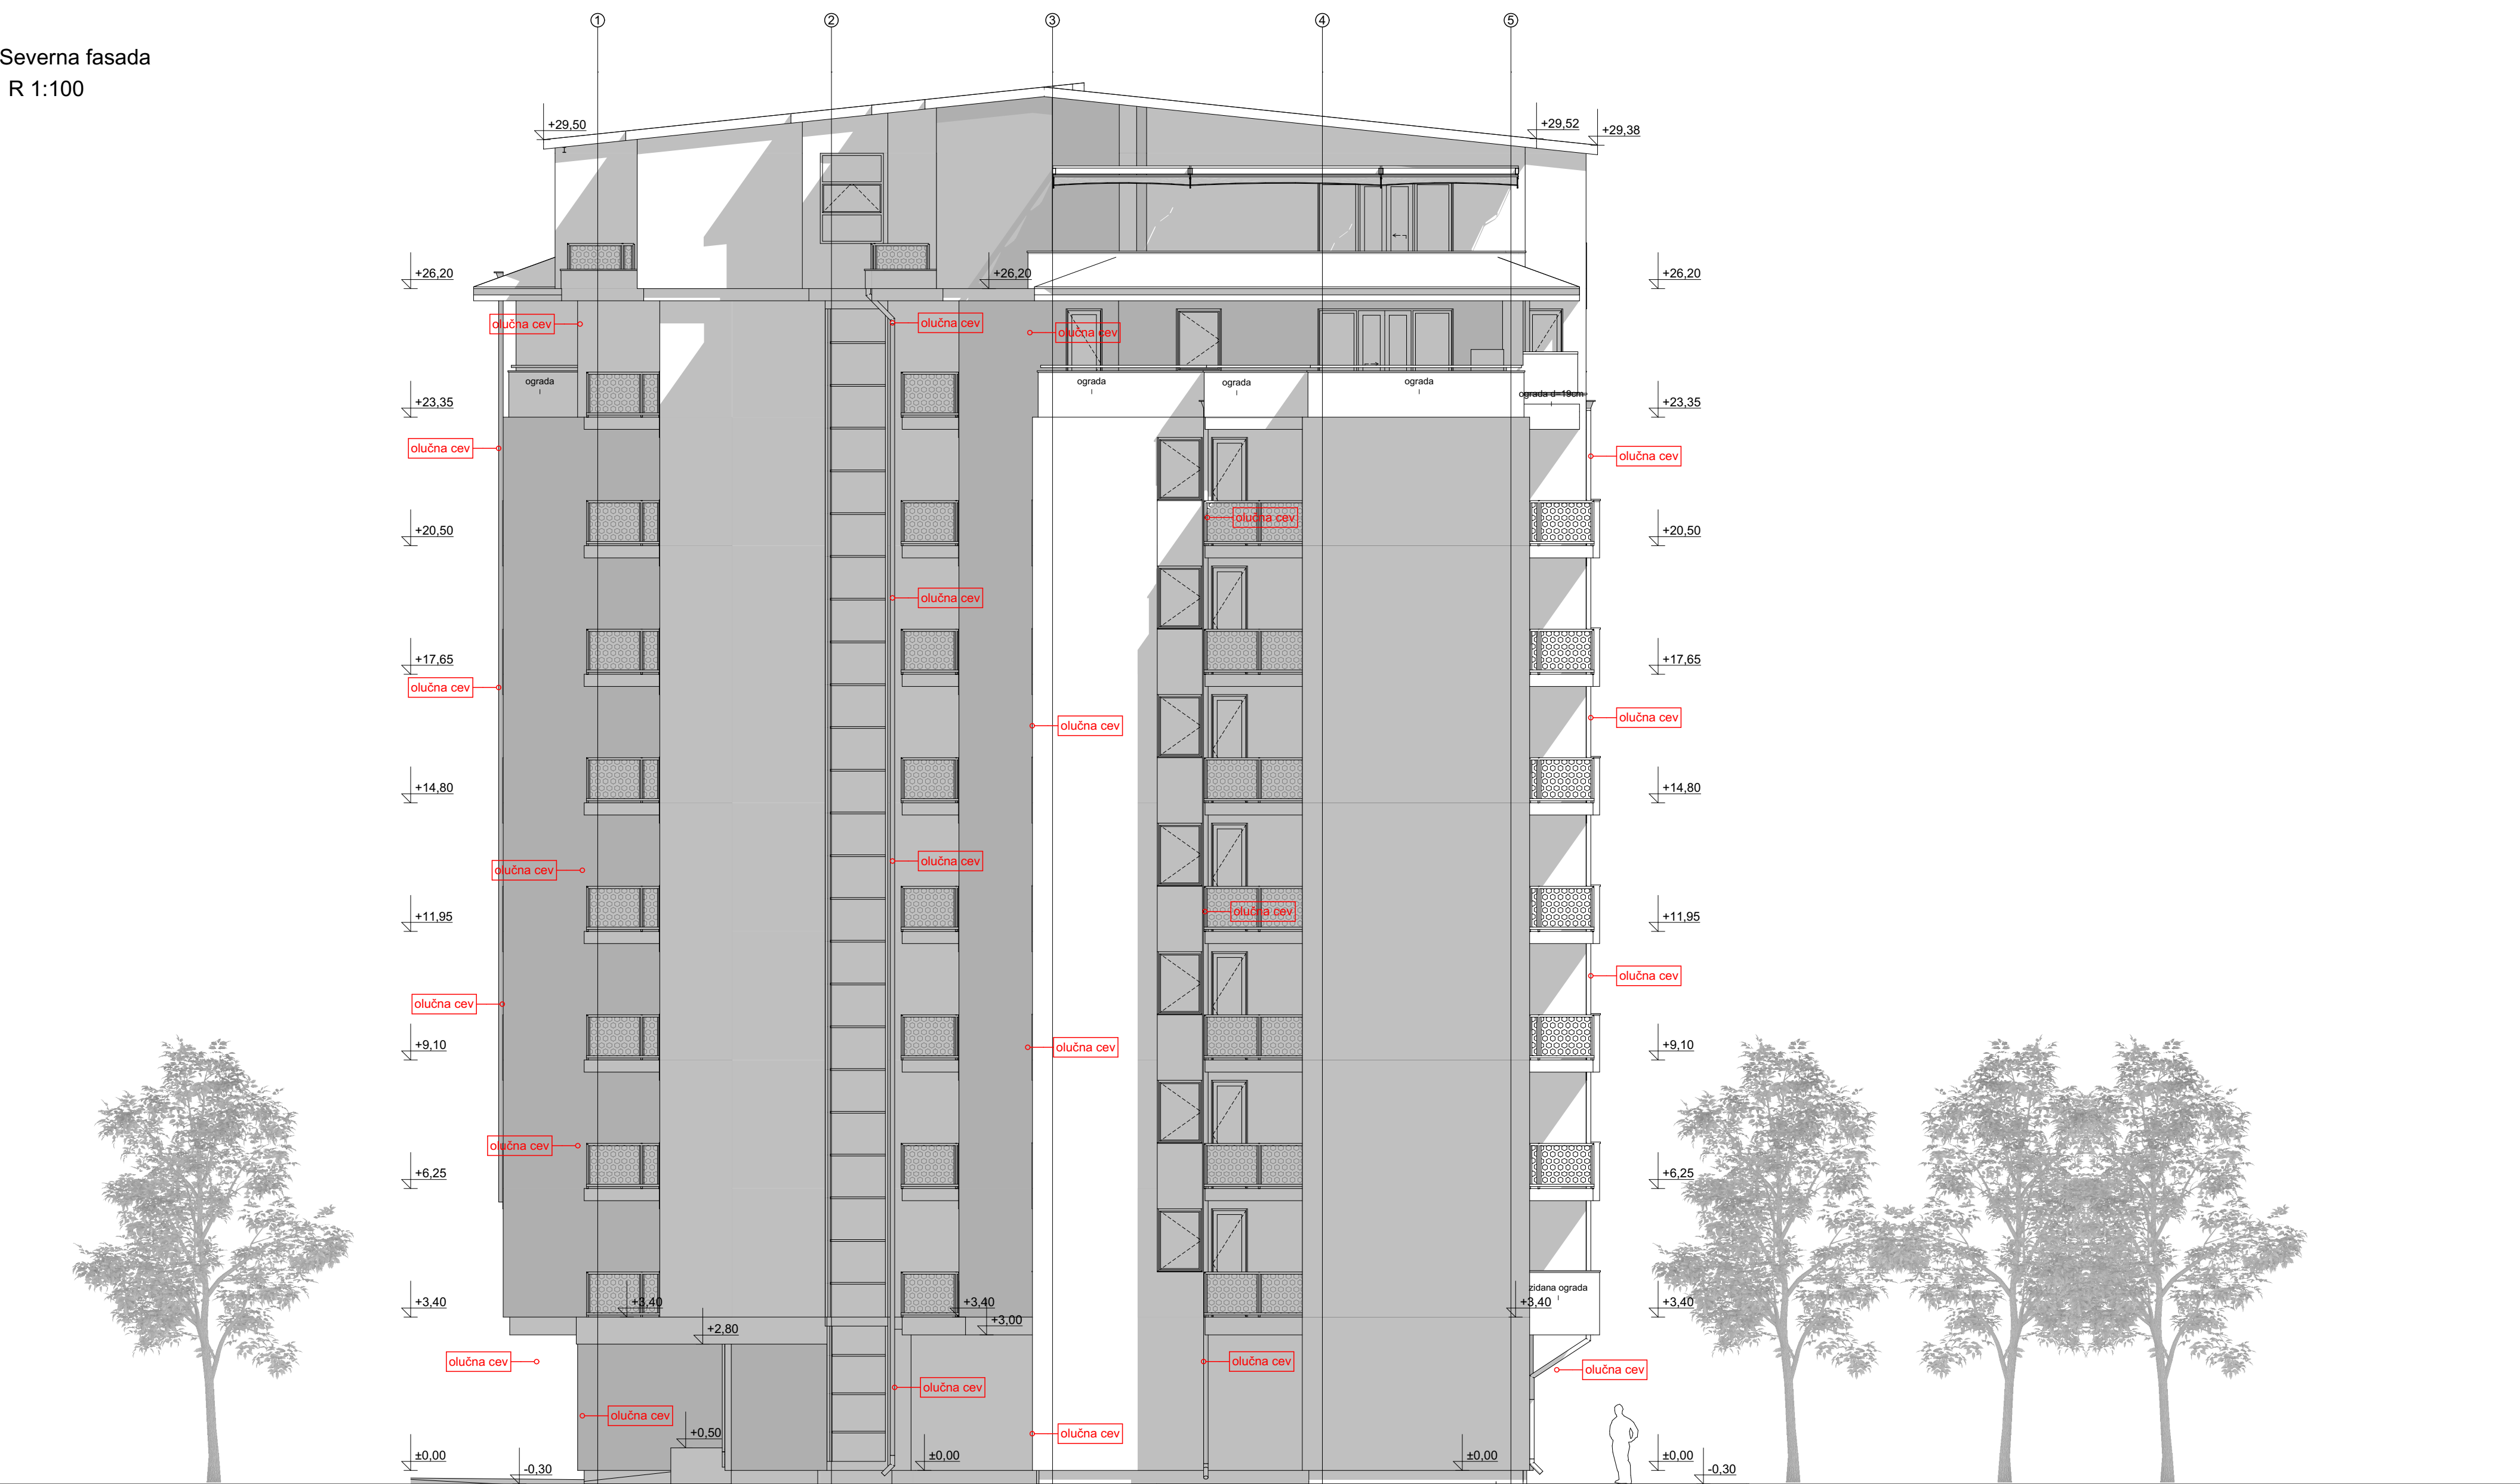 1
2
3
4
5
Severna fasada
R 1:100
+29,50
+29,52
+29,38
+26,20
+26,20
+26,20
olučna cev
olučna cev
olučna cev
ograda
ograda
ograda
ograda
ograda d=19cm
+23,35
+23,35
olučna cev
olučna cev
olučna cev
+20,50
+20,50
olučna cev
+17,65
+17,65
olučna cev
olučna cev
olučna cev
+14,80
+14,80
olučna cev
olučna cev
olučna cev
+11,95
+11,95
olučna cev
olučna cev
+9,10
olučna cev
+9,10
olučna cev
+6,25
+6,25
zidana ograda
+3,40
+3,40
+3,40
+3,40
+3,40
+3,00
+2,80
olučna cev
olučna cev
olučna cev
olučna cev
olučna cev
olučna cev
+0,50
±0,00
±0,00
±0,00
±0,00
-0,30
-0,30